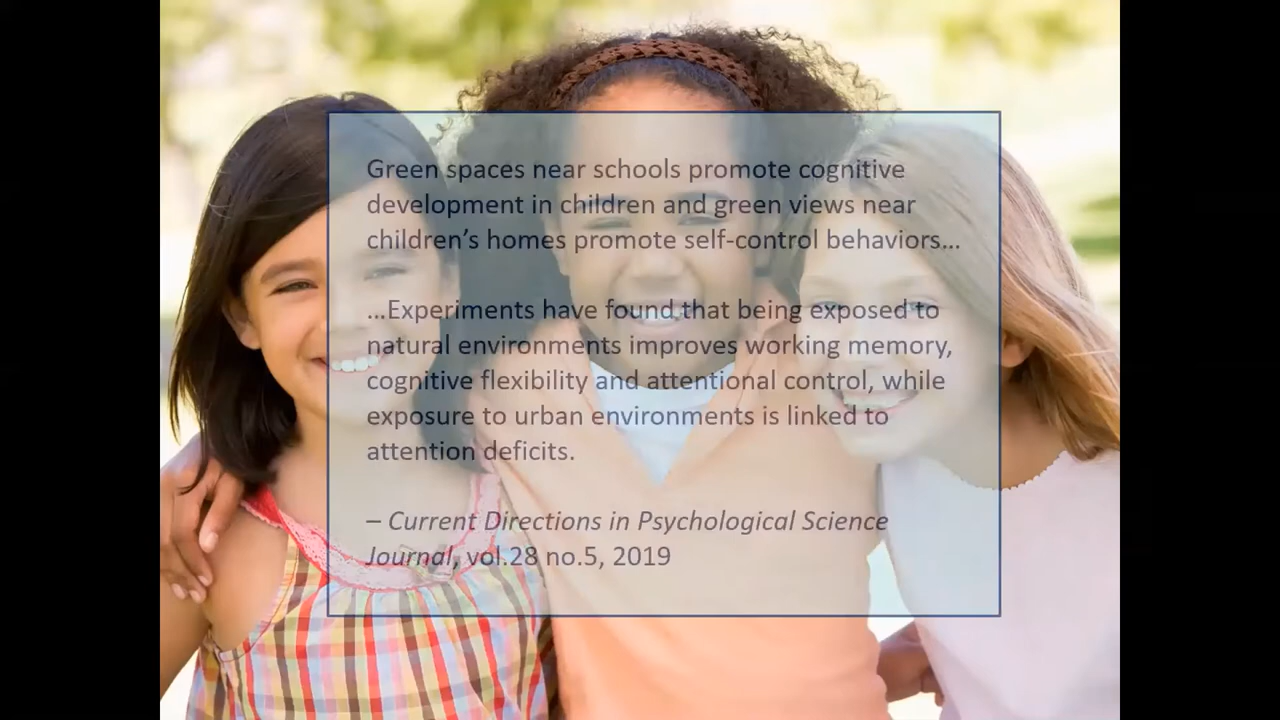 Green spaces near schools promote cognitive
development in children and green views near
children’s homes promote self-control behaviors…
…Experiments have found that being exposed to
natural environments improves working memory,
cognitive flexibility and attentional control, while
exposure to urban environments is linked to
attention deficits.
– Current Directions in Psychological Science
Journal, vol.28 no.5, 2019